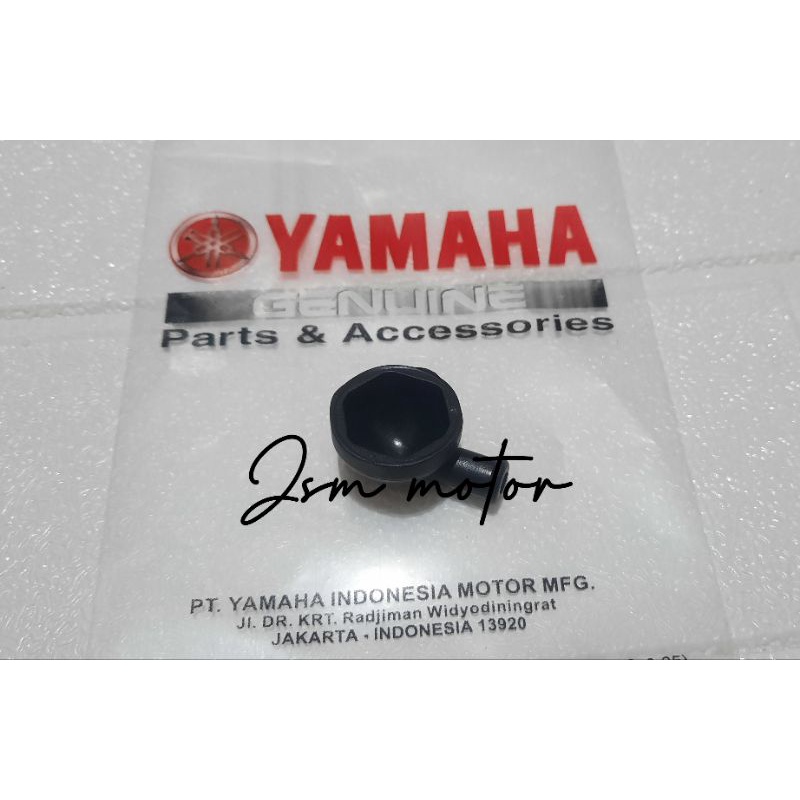 YAMAHA
GENUINE
Parts & Accessories
Jsm motor
PT. YAMAHA INDONESIA MOTOR MFG.
Jl. DR. KRT. Radjiman Widyodiningrat
JAKARTA - INDONESIA 13920